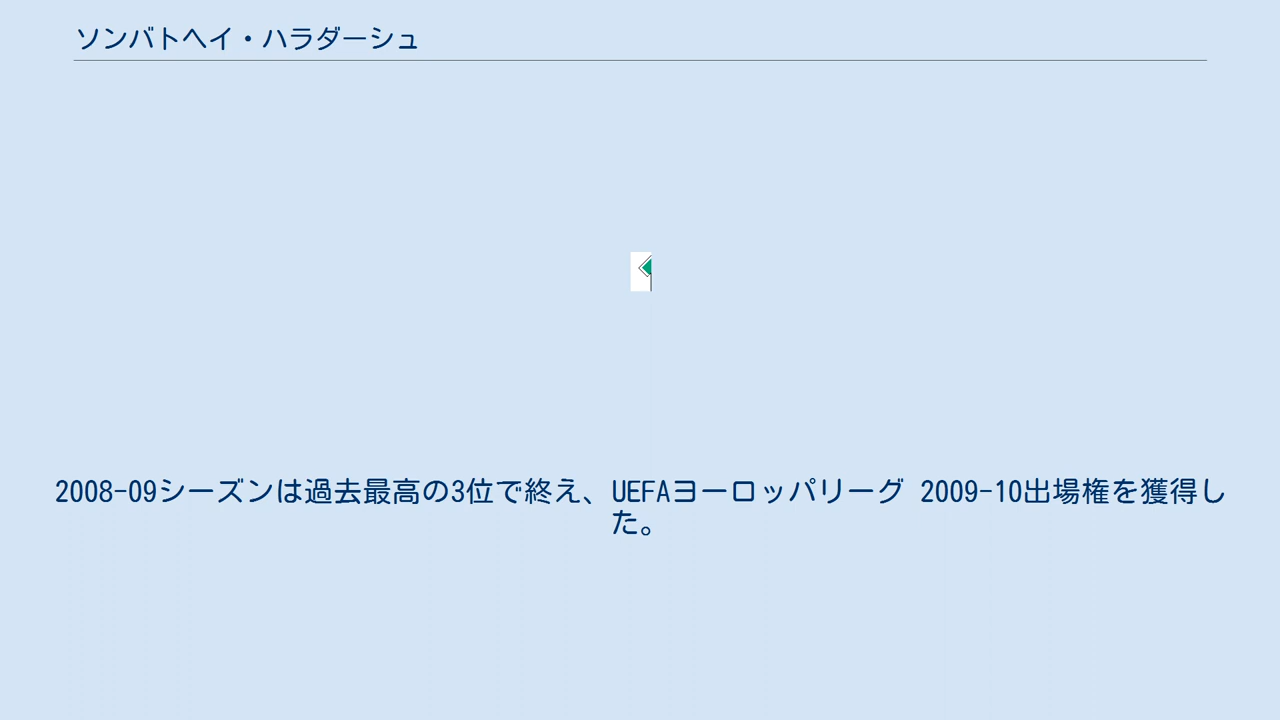 ソンバトヘイ・ハラダーシュ
2008-09シーズンは過去最高の3位で終え、UEFAヨーロッパリーグ 2009-10出場権を獲得し
た。